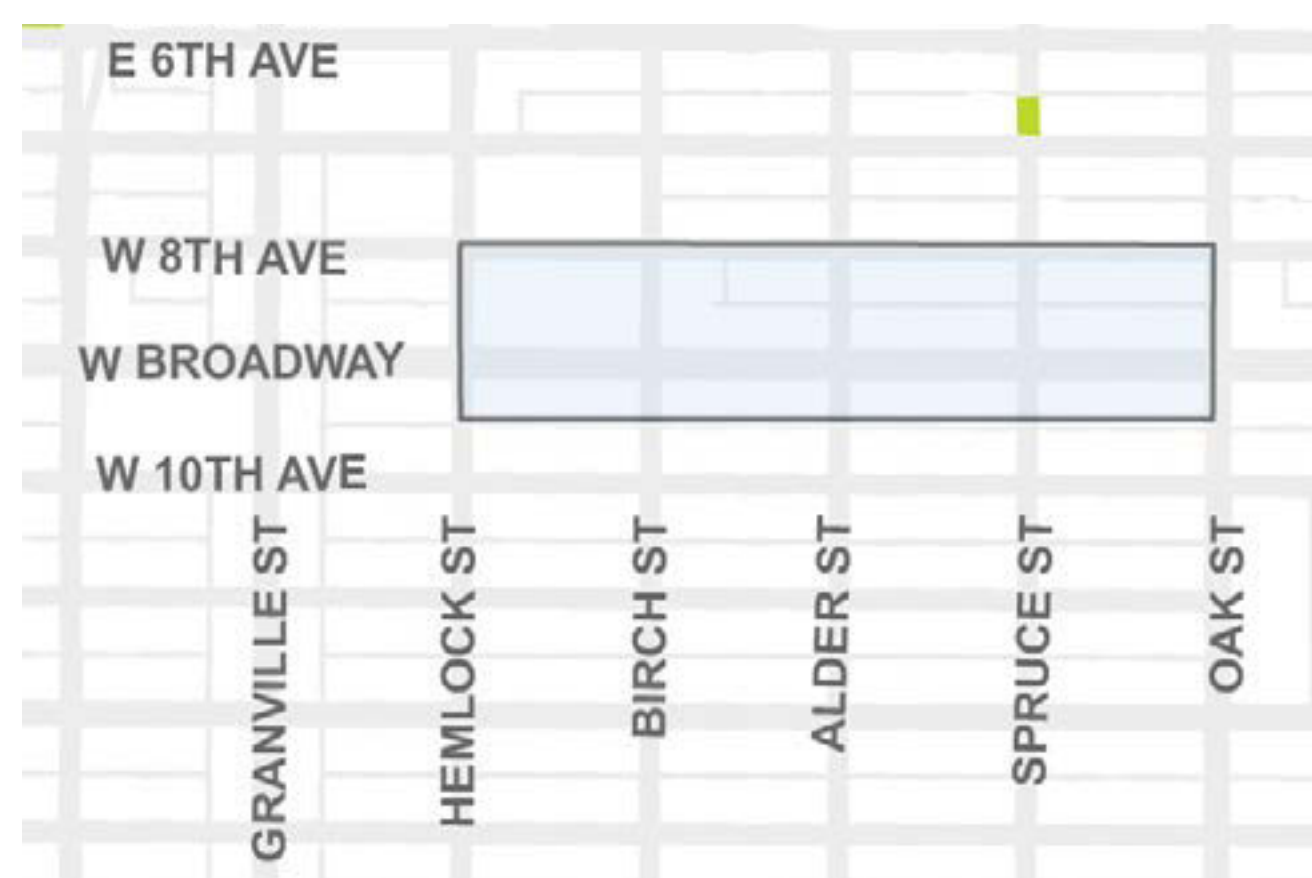 E 6TH AVE
W 8TH AVE
W BROADWAY
W 10TH AVE
GRANVILLE ST
HEMLOCK ST
BIRCH ST
ALDER ST
SPRUCE ST
OAK ST